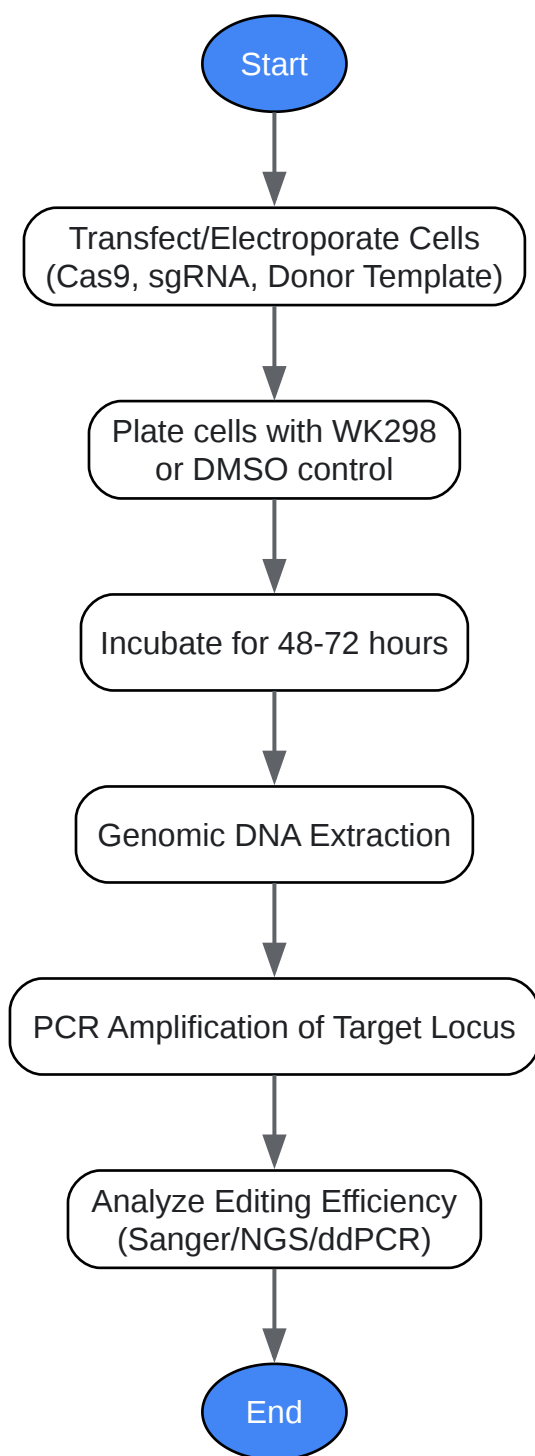 Start
Transfect/Electroporate Cells
(Cas9, sgRNA, Donor Template)
Plate cells with WK298
or DMSO control
Incubate for 48-72 hours
Genomic DNA Extraction
PCR Amplification of Target Locus
Analyze Editing Efficiency
(Sanger/NGS/ddPCR)
End